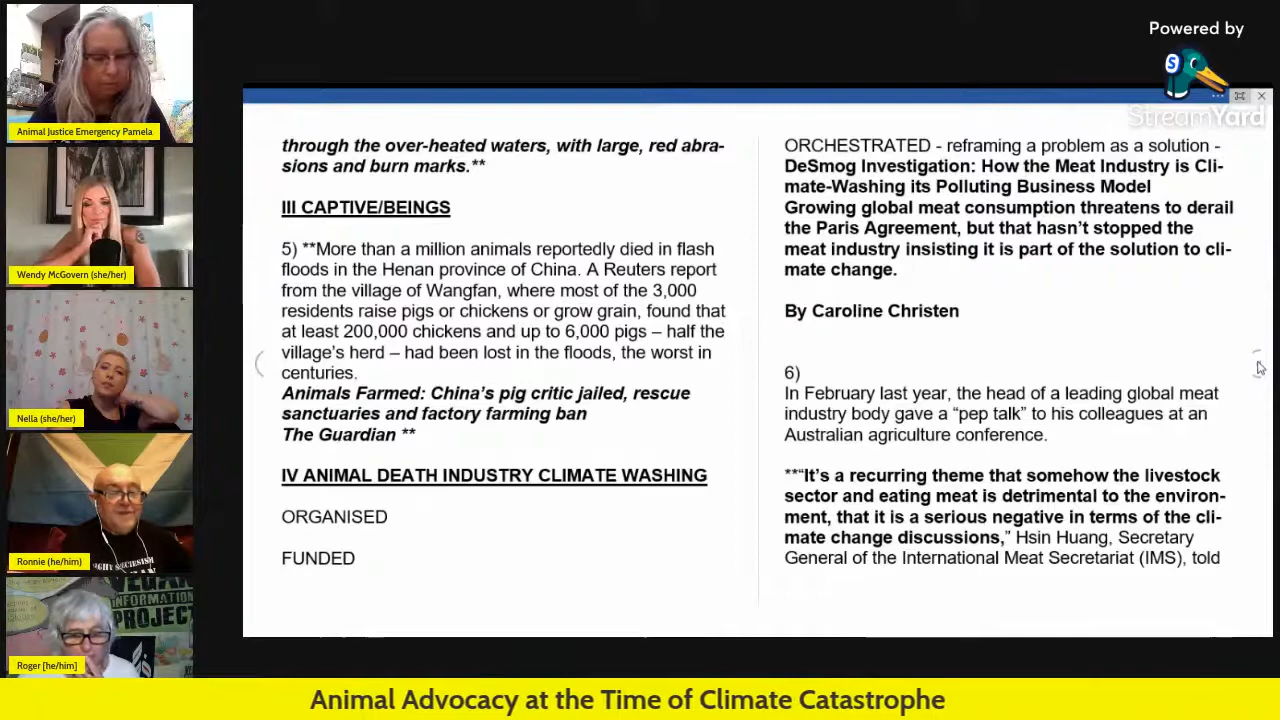 Powered by
S
StreamYard
Animal Justice Emergency Pamela
Wendy McGovern (she/her)
Nella (she/her)
Ronnie (he/him)
VEGAN
INFORMATION
PROJECT
Roger [he/him]
through the over-heated waters, with large, red abra-
sions and burn marks.**
III CAPTIVE/BEINGS
5) **More than a million animals reportedly died in flash
floods in the Henan province of China. A Reuters report
from the village of Wangfan, where most of the 3,000
residents raise pigs or chickens or grow grain, found that
at least 200,000 chickens and up to 6,000 pigs – half the
village's herd – had been lost in the floods, the worst in
centuries.
Animals Farmed: China's pig critic jailed, rescue
sanctuaries and factory farming ban
The Guardian **
IV ANIMAL DEATH INDUSTRY CLIMATE WASHING
ORGANISED
FUNDED
ORCHESTRATED - reframing a problem as a solution -
DeSmog Investigation: How the Meat Industry is Cli-
mate-Washing its Polluting Business Model
Growing global meat consumption threatens to derail
the Paris Agreement, but that hasn't stopped the
meat industry insisting it is part of the solution to cli-
mate change.
By Caroline Christen
6)
In February last year, the head of a leading global meat
industry body gave a “pep talk” to his colleagues at an
Australian agriculture conference.
**“It's a recurring theme that somehow the livestock
sector and eating meat is detrimental to the environ-
ment, that it is a serious negative in terms of the cli-
mate change discussions,” Hsin Huang, Secretary
General of the International Meat Secretariat (IMS), told
Animal Advocacy at the Time of Climate Catastrophe